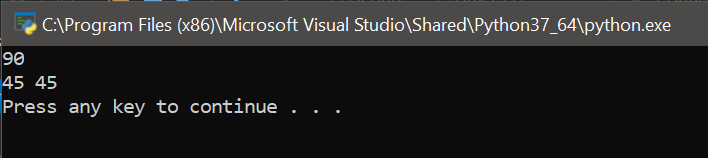 C:\Program Files (x86)\Microsoft Visual Studio\Shared\Python37_64\python.exe
90
45 45
Press any key to continue . . .